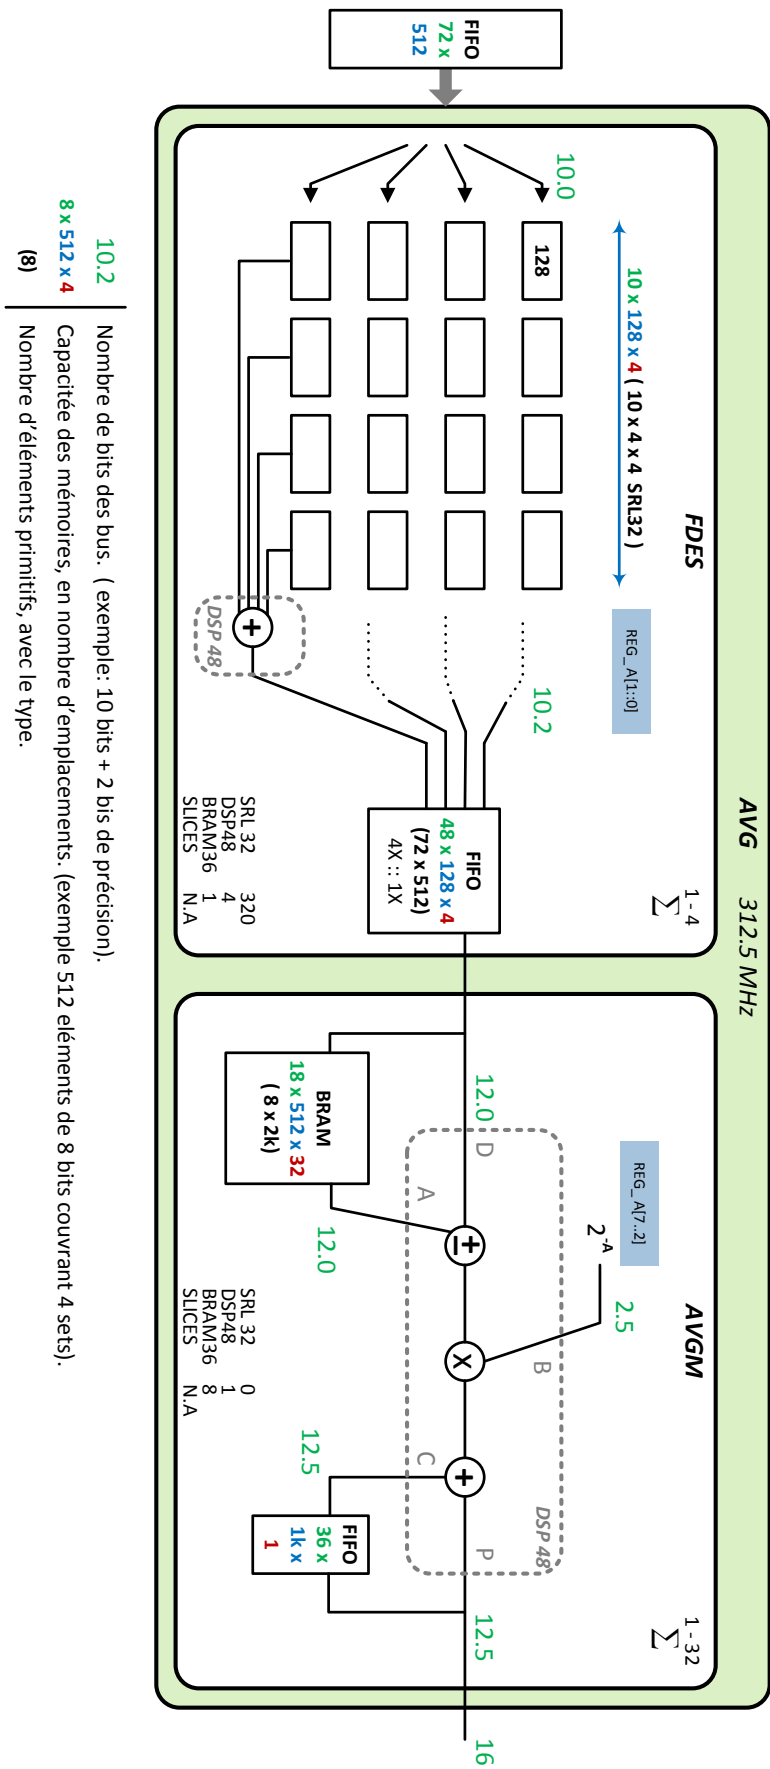 AVG 312.5 MHz
FIFO
72 x
512
FDES
10 x 128 x 4 ( 10 x 4 x 4 SRL32 )
REG_ A[1::0]
1 - 4
∑
10.0
128
10.2
DSP 48
+
FIFO
48 x 128 x 4
(72 x 512)
4X :: 1X
SRL 32 320
DSP48 4
BRAM36 1
SLICES N.A
AVGM
REG_ A[7..2]
2^-A
2.5
1 - 32
∑
12.0
D
B
DSP 48
A
±
X
+
C
P
BRAM
18 x 512 x 32
( 8 x 2k)
12.0
12.5
FIFO
36 x
1k x
1
12.5
16
SRL 32 0
DSP48 1
BRAM36 8
SLICES N.A
10.2 Nombre de bits des bus. ( exemple: 10 bits + 2 bis de précision).
8 x 512 x 4 Capacitée des mémoires, en nombre d'emplacements. (exemple 512 eléments de 8 bits couvrant 4 sets).
(8) Nombre d'éléments primitifs, avec le type.